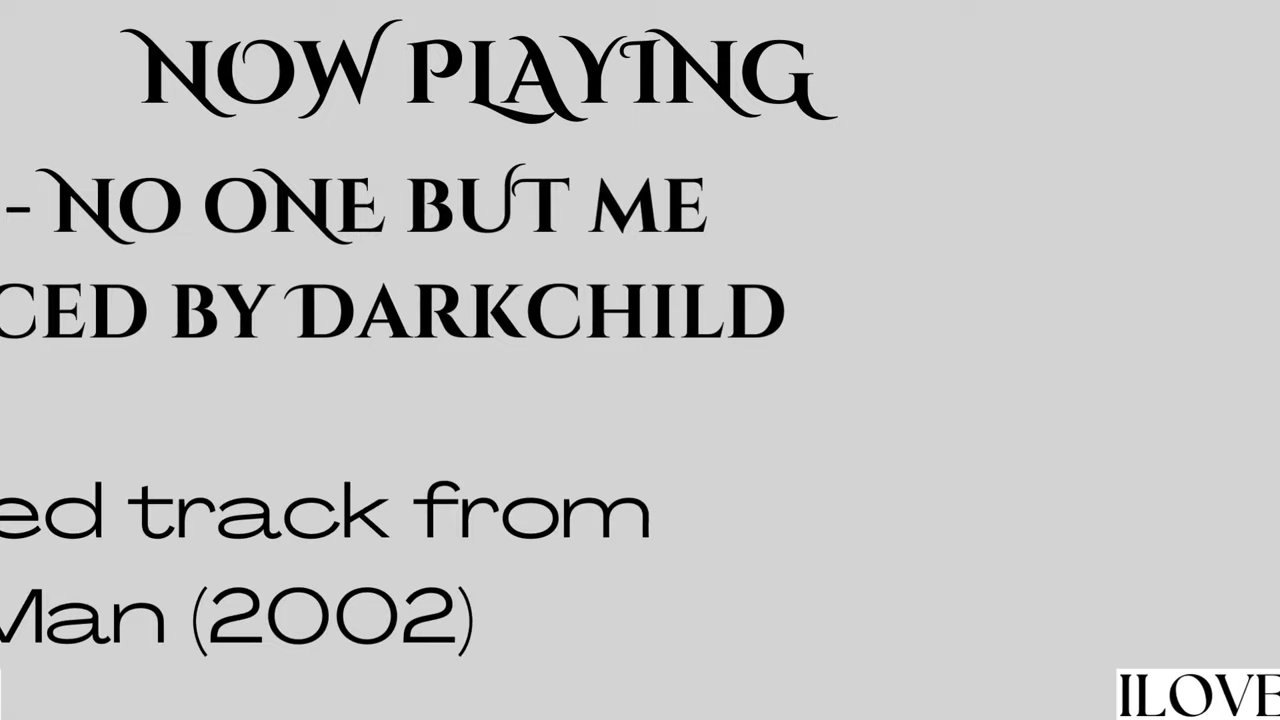 NOW PLAYING
- NO ONE BUT ME
CED BY DARKCHILD
ed track from
Man (2002)
ILOVE